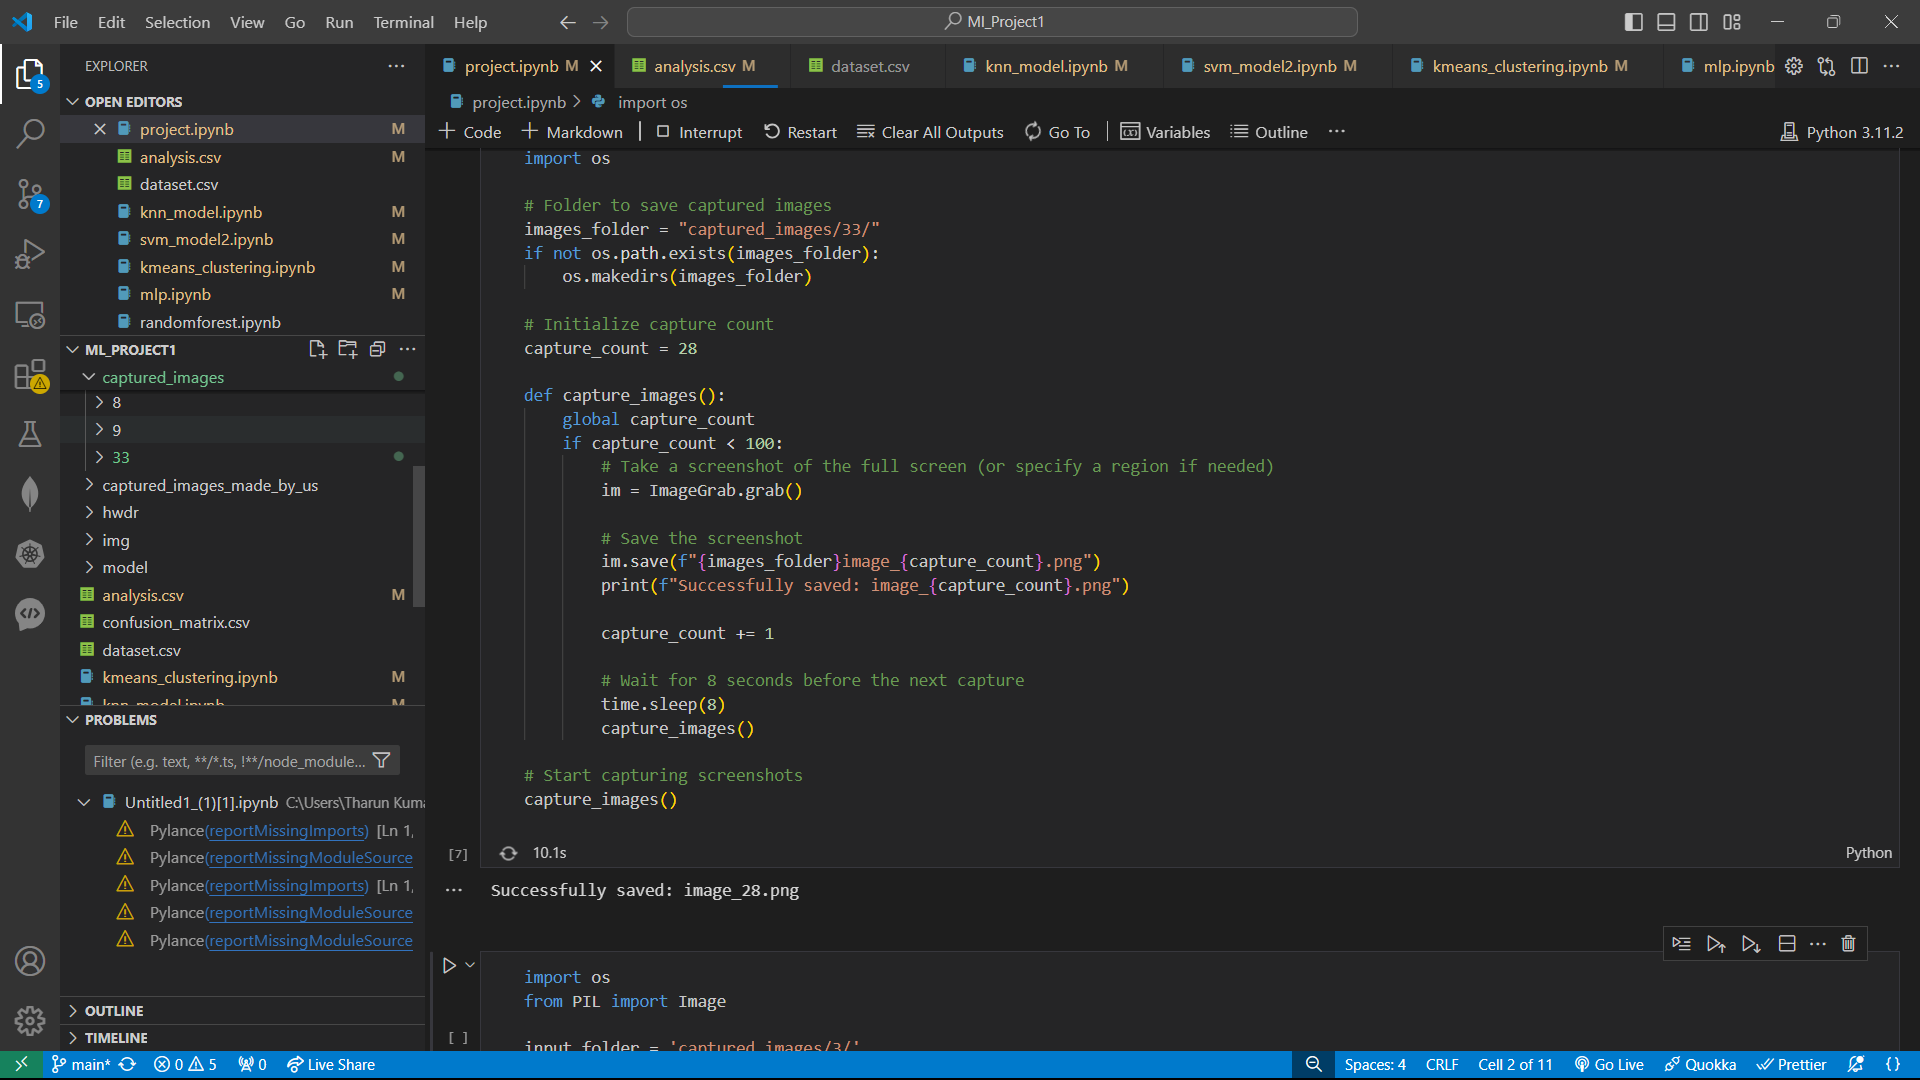 File Edit Selection View Go Run Terminal Help
Ml_Project1
EXPLORER
OPEN EDITORS
project.ipynb M
analysis.csv M
dataset.csv
knn_model.ipynb M
svm_model2.ipynb M
kmeans_clustering.ipynb M
mlp.ipynb M
randomforest.ipynb
ML_PROJECT1
captured_images
8
9
33
captured_images_made_by_us
hwdr
img
model
analysis.csv M
confusion_matrix.csv
dataset.csv
kmeans_clustering.ipynb M
knn_model.ipynb M
PROBLEMS
Filter (e.g. text, **/*.ts, !**/node_module...
Untitled1_(1)[1].ipynb C:\Users\Tharun Kuma
Pylance(reportMissingImports) [Ln 1,
Pylance(reportMissingModuleSource
Pylance(reportMissingImports) [Ln 1,
Pylance(reportMissingModuleSource
Pylance(reportMissingModuleSource
OUTLINE
TIMELINE
5
7
project.ipynb M analysis.csv M dataset.csv knn_model.ipynb M svm_model2.ipynb M kmeans_clustering.ipynb M mlp.ipynb
project.ipynb > import os
+ Code + Markdown | Interrupt Restart Clear All Outputs Go To | Variables Outline ... Python 3.11.2
import os
# Folder to save captured images
images_folder = "captured_images/33/"
if not os.path.exists(images_folder):
os.makedirs(images_folder)
# Initialize capture count
capture_count = 28
def capture_images():
global capture_count
if capture_count < 100:
# Take a screenshot of the full screen (or specify a region if needed)
im = ImageGrab.grab()
# Save the screenshot
im.save(f"{images_folder}image_{capture_count}.png")
print(f"Successfully saved: image_{capture_count}.png")
capture_count += 1
# Wait for 8 seconds before the next capture
time.sleep(8)
capture_images()
# Start capturing screenshots
capture_images()
[7] 10.1s Python
... Successfully saved: image_28.png
import os
from PIL import Image
[ ]
input_folder = 'captured_images/3/'
main* 0 5 0 Live Share Spaces: 4 CRLF Cell 2 of 11 Go Live Quokka Prettier {}